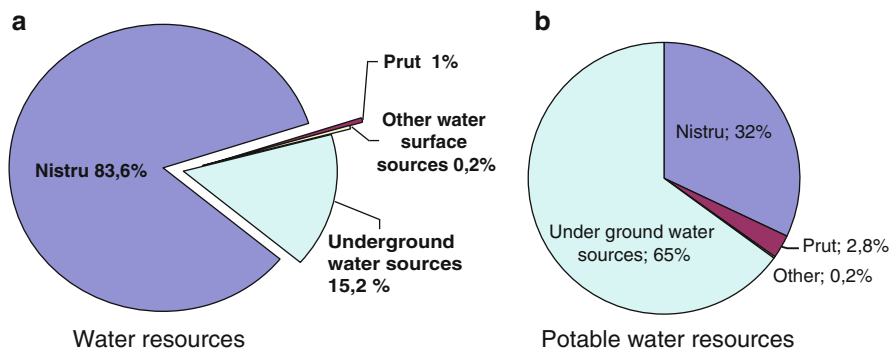 a
Prut 1%
Other water
surface
sources 0,2%
Nistru 83,6%
Underground
water sources
15,2 %
Water resources
b
Nistru; 32%
Under ground water
sources; 65%
Prut; 2,8%
Other; 0,2%
Potable water resources